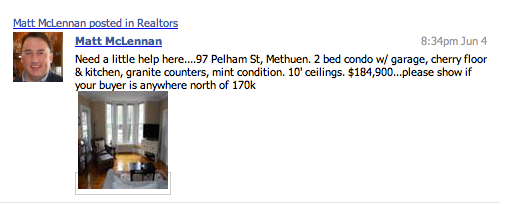 Matt McLennan posted in Realtors
Matt McLennan 8:34pm Jun 4
Need a little help here....97 Pelham St, Methuen. 2 bed condo w/ garage, cherry floor
& kitchen, granite counters, mint condition. 10' ceilings. $184,900...please show if
your buyer is anywhere north of 170k